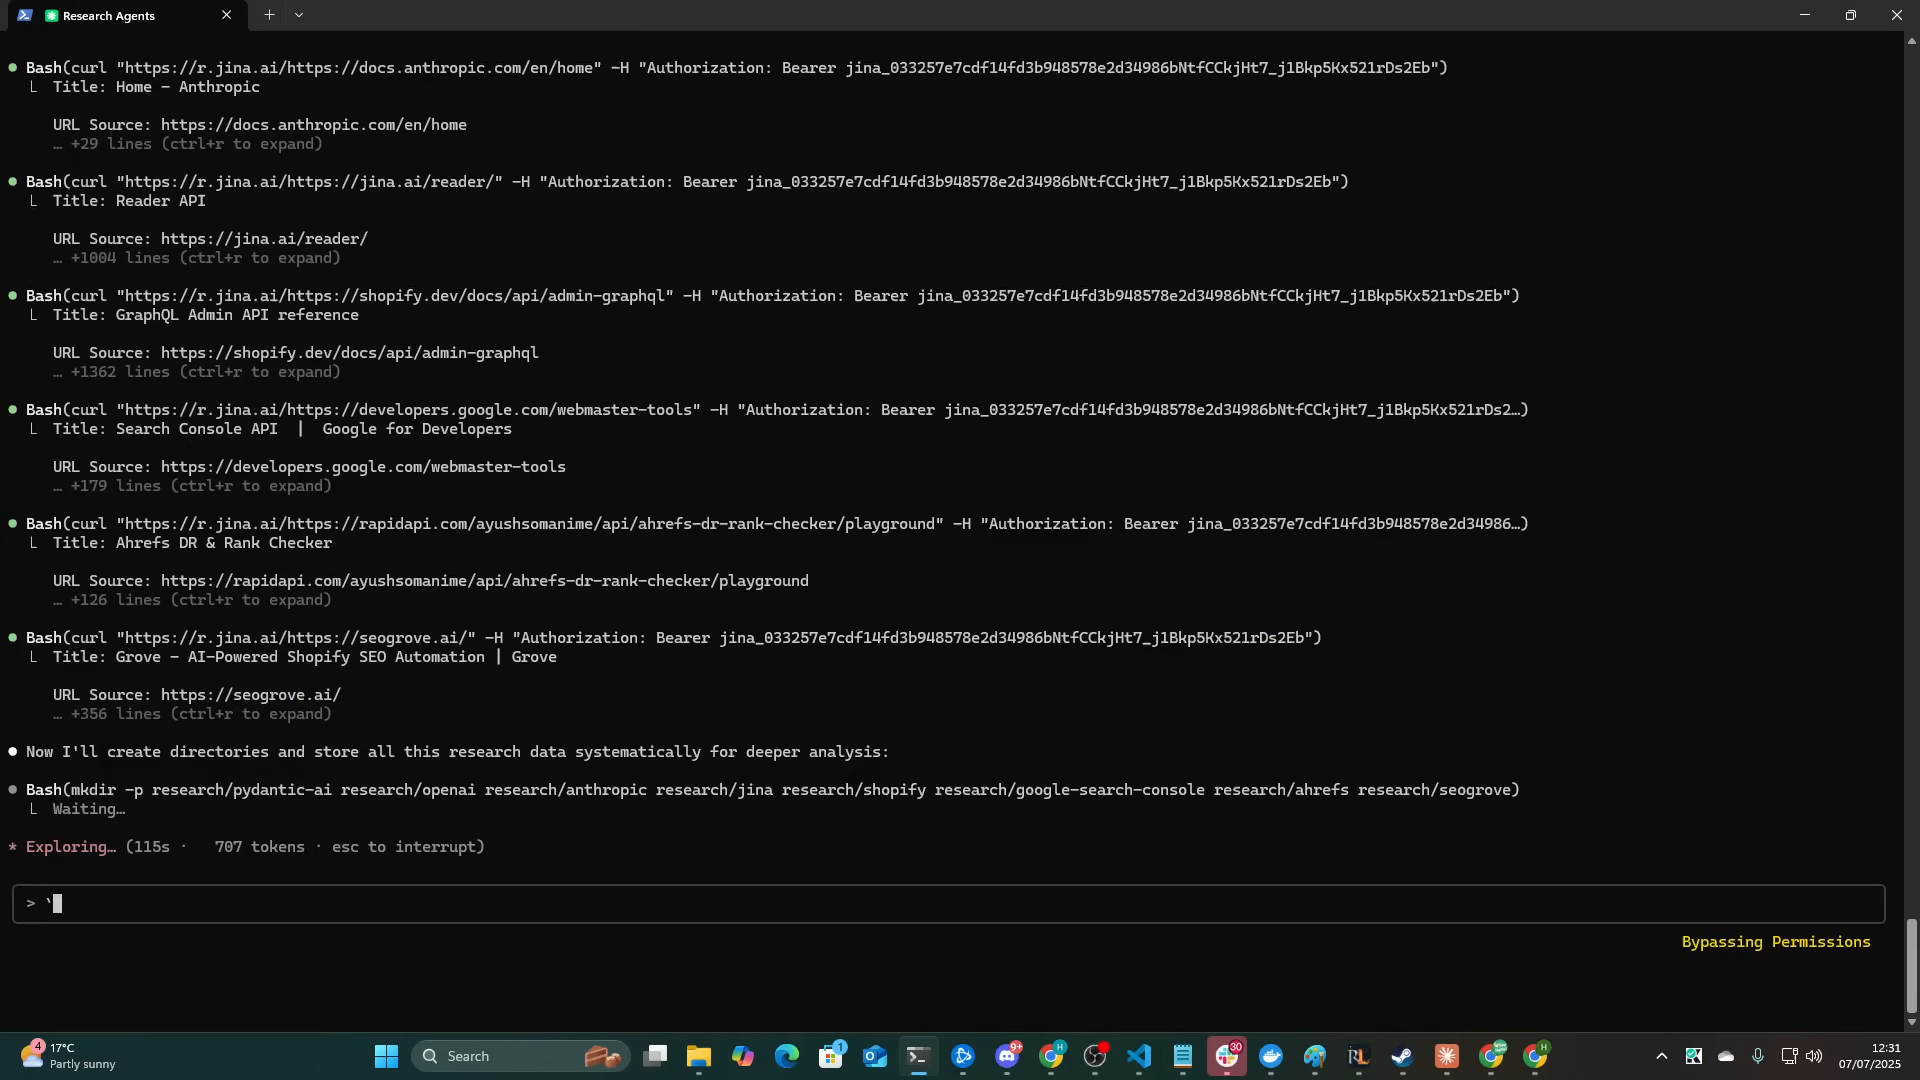 Research Agents
Bash(curl "https://r.jina.ai/https://docs.anthropic.com/en/home" -H "Authorization: Bearer jina_033257e7cdf14fd3b948578e2d34986bNtfCCkjHt7_j1Bkp5Kx521rDs2Eb")
Title: Home - Anthropic
URL Source: https://docs.anthropic.com/en/home
… +29 lines (ctrl+r to expand)
Bash(curl "https://r.jina.ai/https://jina.ai/reader/" -H "Authorization: Bearer jina_033257e7cdf14fd3b948578e2d34986bNtfCCkjHt7_j1Bkp5Kx521rDs2Eb")
Title: Reader API
URL Source: https://jina.ai/reader/
… +1004 lines (ctrl+r to expand)
Bash(curl "https://r.jina.ai/https://shopify.dev/docs/api/admin-graphql" -H "Authorization: Bearer jina_033257e7cdf14fd3b948578e2d34986bNtfCCkjHt7_j1Bkp5Kx521rDs2Eb")
Title: GraphQL Admin API reference
URL Source: https://shopify.dev/docs/api/admin-graphql
… +1362 lines (ctrl+r to expand)
Bash(curl "https://r.jina.ai/https://developers.google.com/webmaster-tools" -H "Authorization: Bearer jina_033257e7cdf14fd3b948578e2d34986bNtfCCkjHt7_j1Bkp5Kx521rDs2…)
Title: Search Console API | Google for Developers
URL Source: https://developers.google.com/webmaster-tools
… +179 lines (ctrl+r to expand)
Bash(curl "https://r.jina.ai/https://rapidapi.com/ayushsomanime/api/ahrefs-dr-rank-checker/playground" -H "Authorization: Bearer jina_033257e7cdf14fd3b948578e2d34986…)
Title: Ahrefs DR & Rank Checker
URL Source: https://rapidapi.com/ayushsomanime/api/ahrefs-dr-rank-checker/playground
… +126 lines (ctrl+r to expand)
Bash(curl "https://r.jina.ai/https://seogrove.ai/" -H "Authorization: Bearer jina_033257e7cdf14fd3b948578e2d34986bNtfCCkjHt7_j1Bkp5Kx521rDs2Eb")
Title: Grove - AI-Powered Shopify SEO Automation | Grove
URL Source: https://seogrove.ai/
… +356 lines (ctrl+r to expand)
Now I'll create directories and store all this research data systematically for deeper analysis:
Bash(mkdir -p research/pydantic-ai research/openai research/anthropic research/jina research/shopify research/google-search-console research/ahrefs research/seogrove)
Waiting…
* Exploring… (115s · 707 tokens · esc to interrupt)
> `
Bypassing Permissions
4
17°C
Partly sunny
Search
1
9+
H
30
RL
H
12:31
07/07/2025